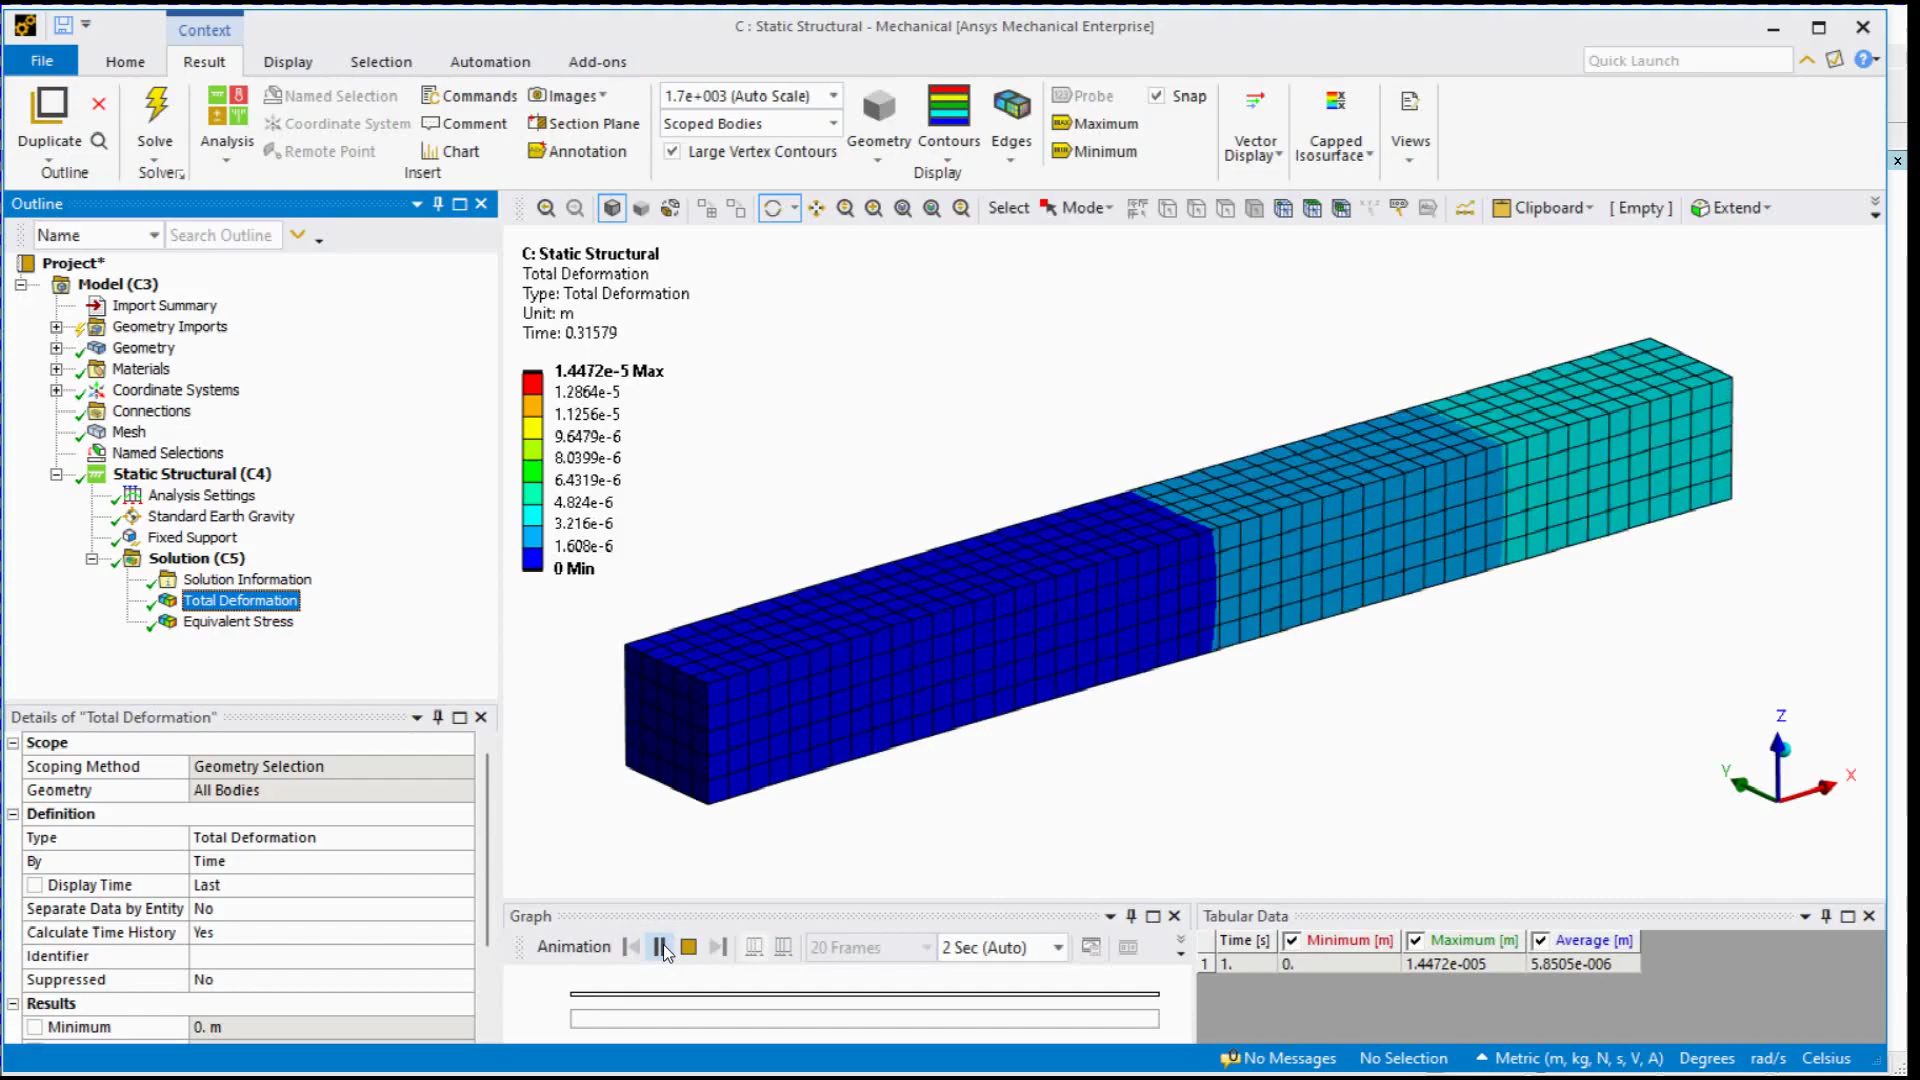 Context
C : Static Structural - Mechanical [Ansys Mechanical Enterprise]
File
Home
Result
Display
Selection
Automation
Add-ons
Quick Launch
Duplicate
Outline
Solve
Solver
Analysis
Named Selection
Coordinate System
Remote Point
Commands
Comment
Chart
Images
Section Plane
Annotation
Insert
1.7e+003 (Auto Scale)
Scoped Bodies
Large Vertex Contours
Geometry
Contours
Edges
Display
Probe
Maximum
Minimum
Snap
Vector
Display
Capped
Isosurface
Views
Outline
Name
Search Outline
Select
Mode
Clipboard
[ Empty ]
Extend
Project*
Model (C3)
Import Summary
Geometry Imports
Geometry
Materials
Coordinate Systems
Connections
Mesh
Named Selections
Static Structural (C4)
Analysis Settings
Standard Earth Gravity
Fixed Support
Solution (C5)
Solution Information
Total Deformation
Equivalent Stress
C: Static Structural
Total Deformation
Type: Total Deformation
Unit: m
Time: 0.31579
1.4472e-5 Max
1.2864e-5
1.1256e-5
9.6479e-6
8.0399e-6
6.4319e-6
4.824e-6
3.216e-6
1.608e-6
0 Min
Z
Y
X
Details of "Total Deformation"
Scope
Scoping Method Geometry Selection
Geometry All Bodies
Definition
Type Total Deformation
By Time
Display Time Last
Separate Data by Entity No
Calculate Time History Yes
Identifier
Suppressed No
Results
Minimum 0. m
Graph
Animation
20 Frames
2 Sec (Auto)
Tabular Data
Time [s] Minimum [m] Maximum [m] Average [m]
1 1. 0. 1.4472e-005 5.8505e-006
No Messages
No Selection
Metric (m, kg, N, s, V, A)
Degrees
rad/s
Celsius